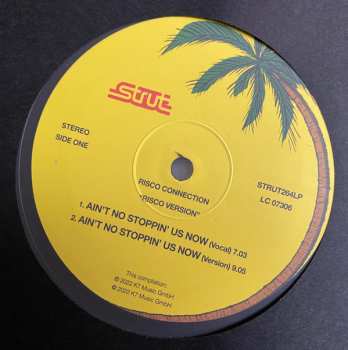 Strut
STEREO
SIDE ONE
STRUT264LP
LC 07306
RISCO CONNECTION
"RISCO VERSION"
1. AIN'T NO STOPPIN' US NOW (Vocal) 7.03
2. AIN'T NO STOPPIN' US NOW (Version) 9.05
This compilation:
℗ 2022 K7 Music GmbH
© 2022 K7 Music GmbH